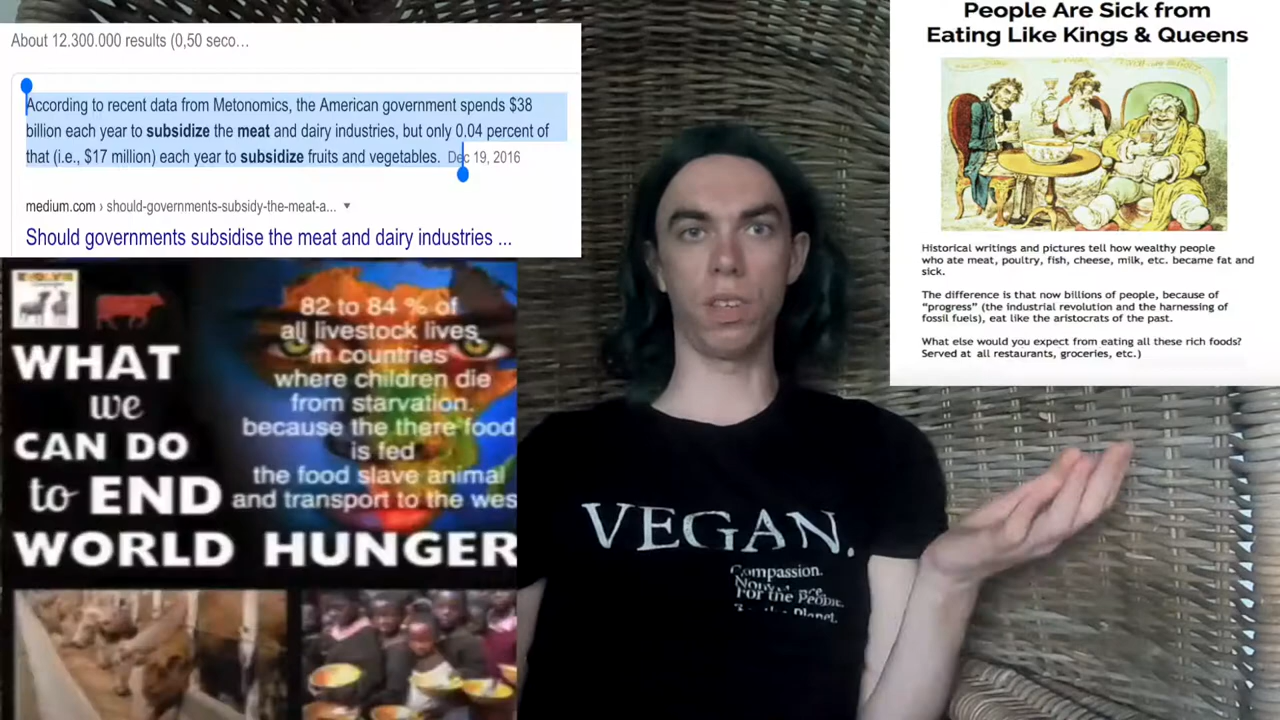 About 12.300.000 results (0,50 seco…
According to recent data from Metonomics, the American government spends $38
billion each year to subsidize the meat and dairy industries, but only 0.04 percent of
that (i.e., $17 million) each year to subsidize fruits and vegetables. Dec 19, 2016
medium.com › should-governments-subsidy-the-meat-a...
Should governments subsidise the meat and dairy industries ...
WHAT
we
CAN DO
to END
WORLD HUNGER
82 to 84 % of
all livestock lives
in countries
where children die
from starvation.
because the there food
is fed
the food slave animal
and transport to the wes
VEGAN.
Compassion.
For the People.
Planet.
People Are Sick from
Eating Like Kings & Queens
Historical writings and pictures tell how wealthy people
who ate meat, poultry, fish, cheese, milk, etc. became fat and
sick.
The difference is that now billions of people, because of
"progress" (the industrial revolution and the harnessing of
fossil fuels), eat like the aristocrats of the past.
What else would you expect from eating all these rich foods?
Served at all restaurants, groceries, etc.)